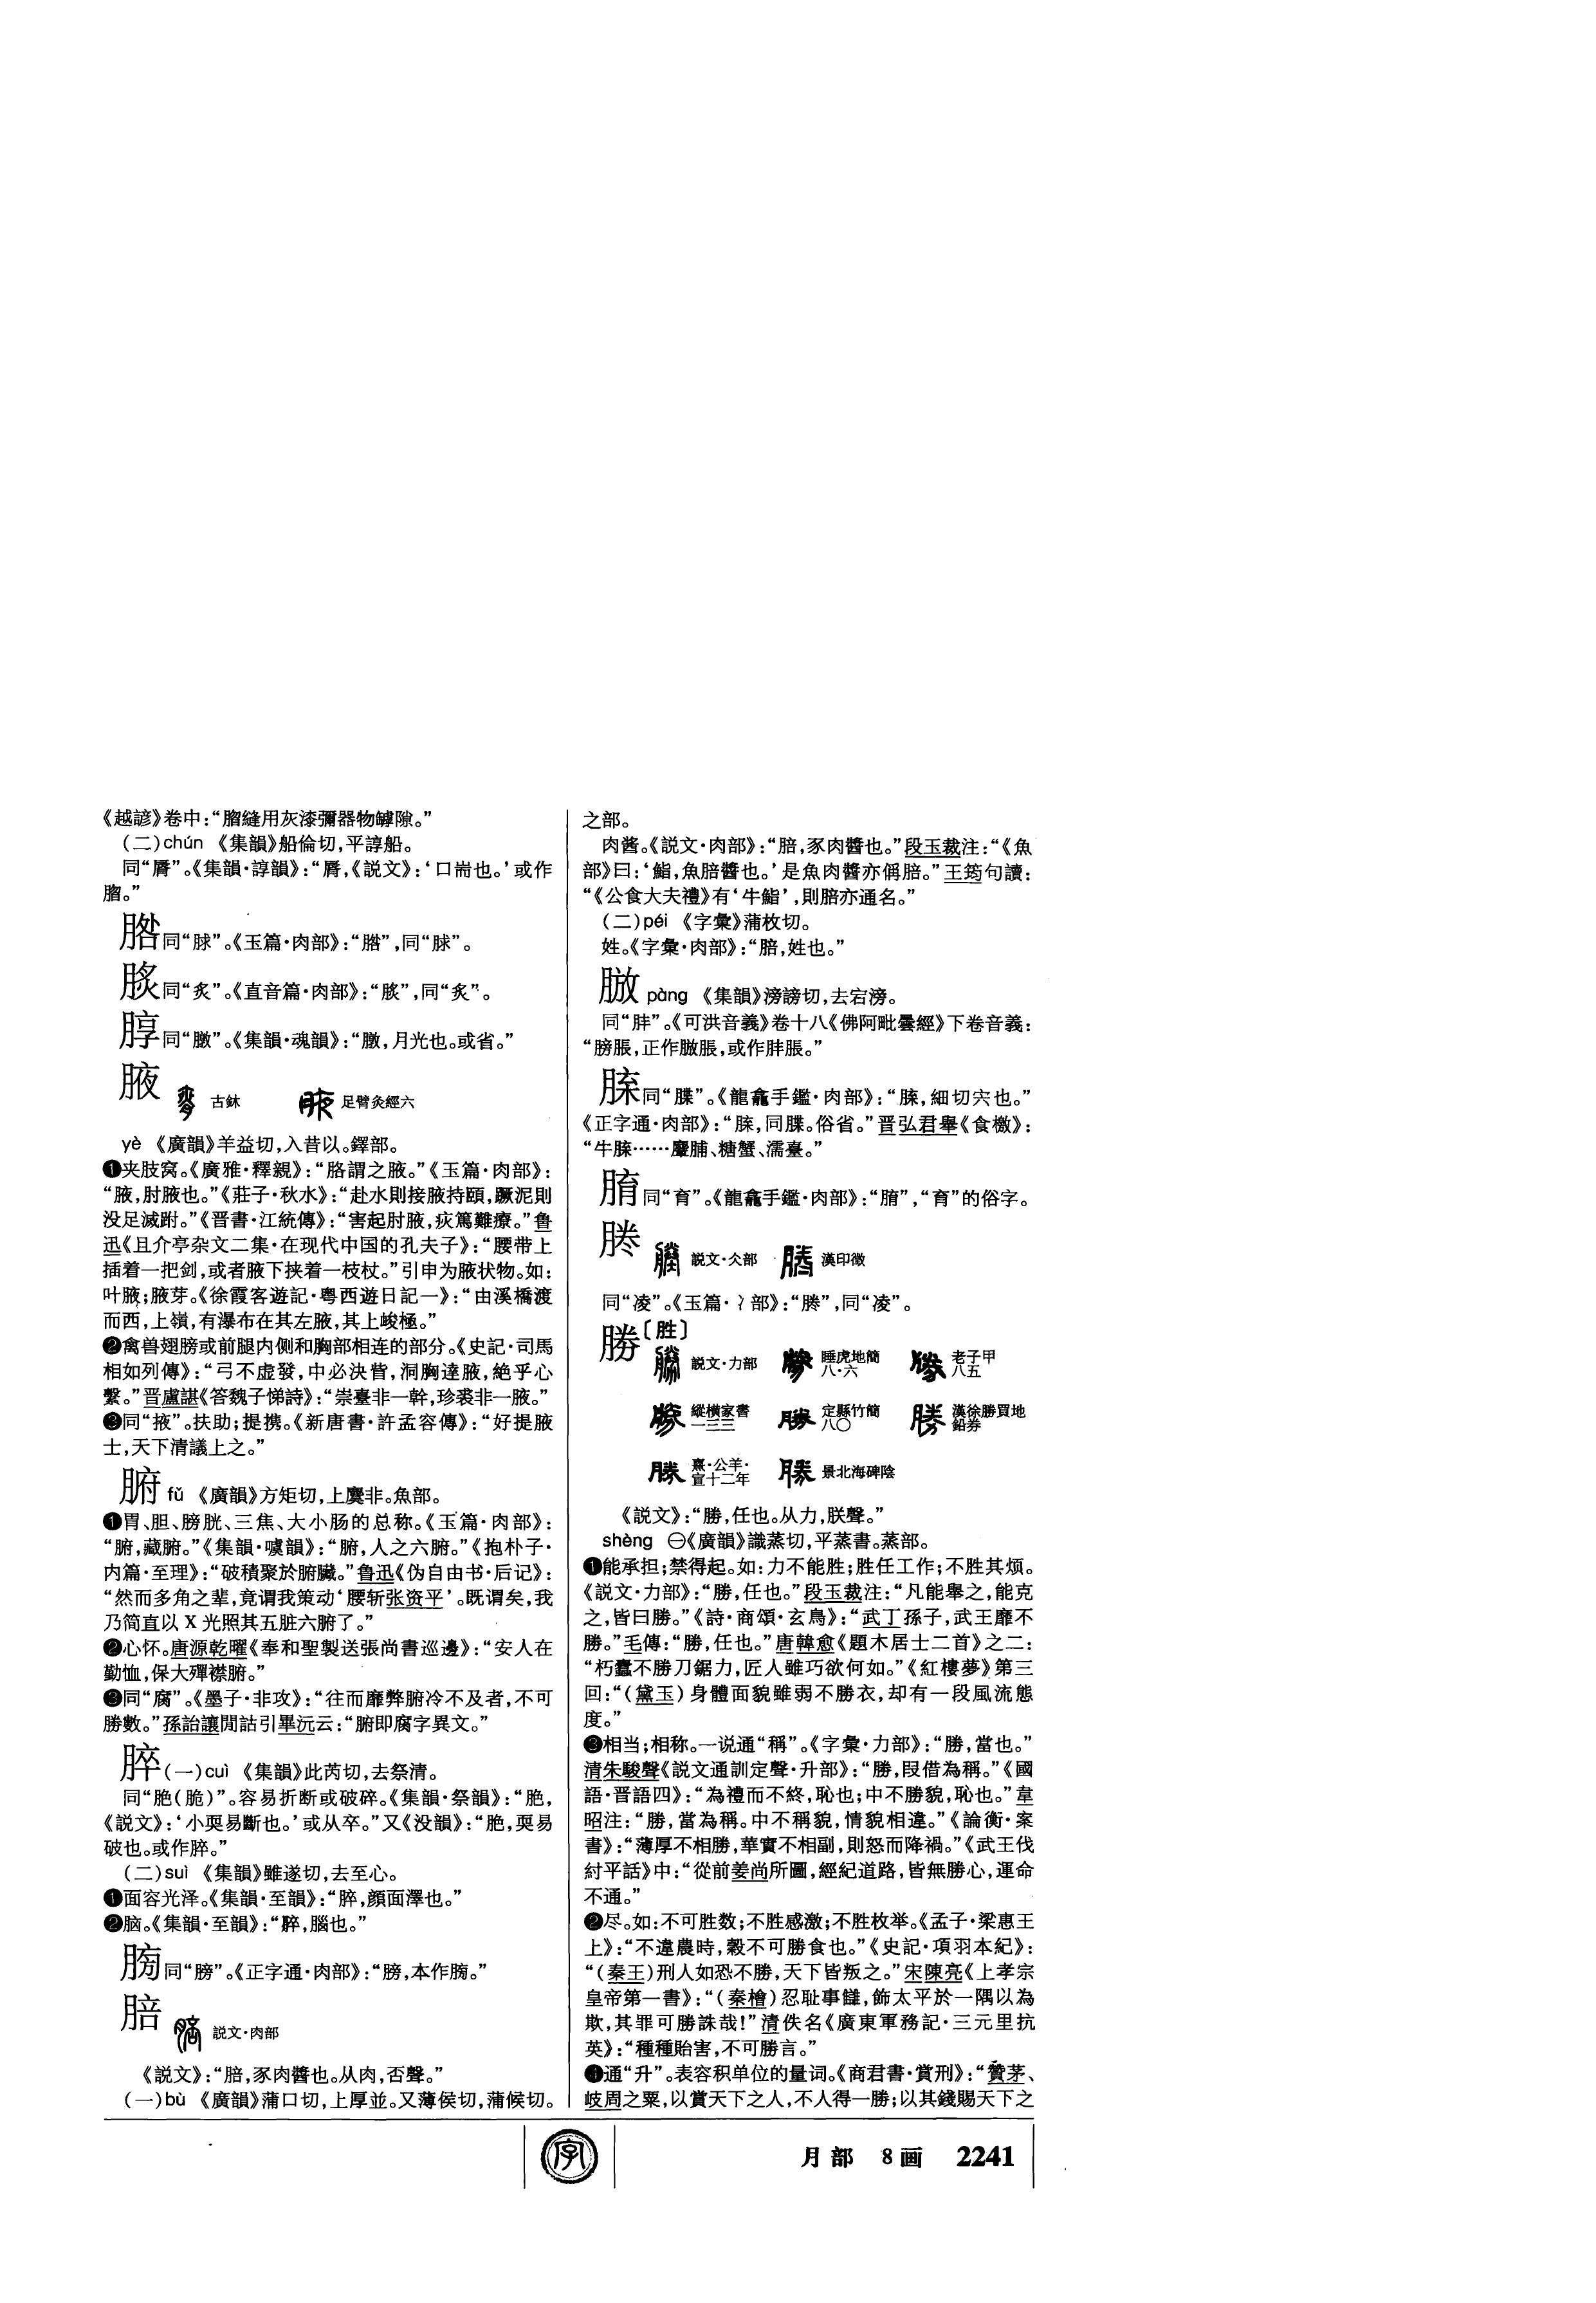 《越諺》卷中：“䐇縫用灰漆彌器物罅隙。”
（二）chún 《集韻》船倫切，平諄船。
同“脣”。《集韻·諄韻》：“脣，《説文》：‘口耑也。’或作
䐇。”
同“脙”。《玉篇·肉部》：“𦜴”，同“脙”。
同“炙”。《直音篇·肉部》：“腅”，同“炙”。
同“暾”。《集韻·魂韻》：“暾，月光也。或省。”
腋 古鉥 足臂灸經六
yè 《廣韻》羊益切，入昔以。鐸部。
❶夹肢窝。《廣雅·釋親》：“胳謂之腋。”《玉篇·肉部》：
“腋，肘腋也。”《莊子·秋水》：“赴水則接腋持頤，蹶泥則
没足滅跗。”《晋書·江統傳》：“害起肘腋，疢篤難療。”鲁
迅《且介亭杂文二集·在现代中国的孔夫子》：“腰带上
插着一把剑，或者腋下挟着一枝杖。”引申为腋状物。如：
叶腋；腋芽。《徐霞客遊記·粤西遊日記一》：“由溪橋渡
而西，上嶺，有瀑布在其左腋，其上峻極。”
❷禽兽翅膀或前腿内侧和胸部相连的部分。《史記·司馬
相如列傳》：“弓不虚發，中必決眥，洞胸達腋，絶乎心
繫。”晋盧諶《答魏子悌詩》：“崇臺非一幹，珍裘非一腋。”
❸同“掖”。扶助；提携。《新唐書·許孟容傳》：“好提腋
士，天下清議上之。”
腑 fǔ 《廣韻》方矩切，上麌非。魚部。
❶胃、胆、膀胱、三焦、大小肠的总称。《玉篇·肉部》：
“腑，藏腑。”《集韻·噳韻》：“腑，人之六腑。”《抱朴子·
内篇·至理》：“破積聚於腑臟。”鲁迅《伪自由书·后记》：
“然而多角之辈，竟谓我策动‘腰斩张资平’。既谓矣，我
乃简直以 X 光照其五脏六腑了。”
❷心怀。唐源乾曜《奉和聖製送張尚書巡邊》：“安人在
勤恤，保大殫襟腑。”
❸同“腐”。《墨子·非攻》：“往而靡弊腑冷不及者，不可
勝數。”孫詒讓閒詁引畢沅云：“腑即腐字異文。”
脺（一）cuì 《集韻》此芮切，去祭清。
同“脃（脆）”。容易折断或破碎。《集韻·祭韻》：“脃，
《説文》：‘小耎易斷也。’或从卒。”又《没韻》：“脃，耎易
破也。或作脺。”
（二）suì 《集韻》雖遂切，去至心。
❶面容光泽。《集韻·至韻》：“脺，顔面澤也。”
❷脑。《集韻·至韻》：“䯿，腦也。”
同“膀”。《正字通·肉部》：“膀，本作𦜍。”
䏽 説文·肉部
《説文》：“䏽，豕肉醬也。从肉，否聲。”
（一）bù 《廣韻》蒲口切，上厚並。又薄侯切，蒲候切。
之部。
肉酱。《説文·肉部》：“䏽，豕肉醬也。”段玉裁注：“《魚
部》曰：‘鮨，魚䏽醬也。’是魚肉醬亦偁䏽。”王筠句讀：
“《公食大夫禮》有‘牛鮨’，則䏽亦通名。”
（二）péi 《字彙》蒲枚切。
姓。《字彙·肉部》：“䏽，姓也。”
pàng 《集韻》滂謗切，去宕滂。
同“胖”。《可洪音義》卷十八《佛阿毗曇經》下卷音義：
“膀脹，正作𦜇脹，或作胖脹。”
同“䐑”。《龍龕手鑑·肉部》：“𦛨，細切宍也。”
《正字通·肉部》：“𦛨，同䐑。俗省。”晋弘君舉《食檄》：
“牛𦛨……麞脯、糖蟹、濡臺。”
同“育”。《龍龕手鑑·肉部》：“𦛽”，“育”的俗字。
説文·仌部 漢印徵
同“凌”。《玉篇·冫部》：“𦝠”，同“凌”。
勝〔胜〕
説文·力部 睡虎地簡八·六 老子甲八五
縱横家書一三三 定縣竹簡八〇 漢徐勝買地鉛券
熹·公羊·宣十二年 景北海碑陰
《説文》：“勝，任也。从力，朕聲。”
shèng ㊀《廣韻》識蒸切，平蒸書。蒸部。
❶能承担；禁得起。如：力不能胜；胜任工作；不胜其烦。
《説文·力部》：“勝，任也。”段玉裁注：“凡能舉之，能克
之，皆曰勝。”《詩·商頌·玄鳥》：“武丁孫子，武王靡不
勝。”毛傳：“勝，任也。”唐韓愈《題木居士二首》之二：
“朽蠹不勝刀鋸力，匠人雖巧欲何如。”《紅樓夢》第三
回：“（黛玉）身體面貌雖弱不勝衣，却有一段風流態
度。”
❸相当；相称。一说通“稱”。《字彙·力部》：“勝，當也。”
清朱駿聲《説文通訓定聲·升部》：“勝，叚借為稱。”《國
語·晋語四》：“為禮而不終，恥也；中不勝貌，恥也。”韋
昭注：“勝，當為稱。中不稱貌，情貌相違。”《論衡·案
書》：“薄厚不相勝，華實不相副，則怒而降禍。”《武王伐
紂平話》中：“從前姜尚所圖，經紀道路，皆無勝心，運命
不通。”
❷尽。如：不可胜数；不胜感激；不胜枚举。《孟子·梁惠王
上》：“不違農時，穀不可勝食也。”《史記·項羽本紀》：
“（秦王）刑人如恐不勝，天下皆叛之。”宋陳亮《上孝宗
皇帝第一書》：“（秦檜）忍耻事讎，飾太平於一隅以為
欺，其罪可勝誅哉！”清佚名《廣東軍務記·三元里抗
英》：“種種貽害，不可勝言。”
❹通“升”。表容积单位的量词。《商君書·賞刑》：“贊茅、
岐周之粟，以賞天下之人，不人得一勝；以其錢賜天下之
字
月部 8画 2241